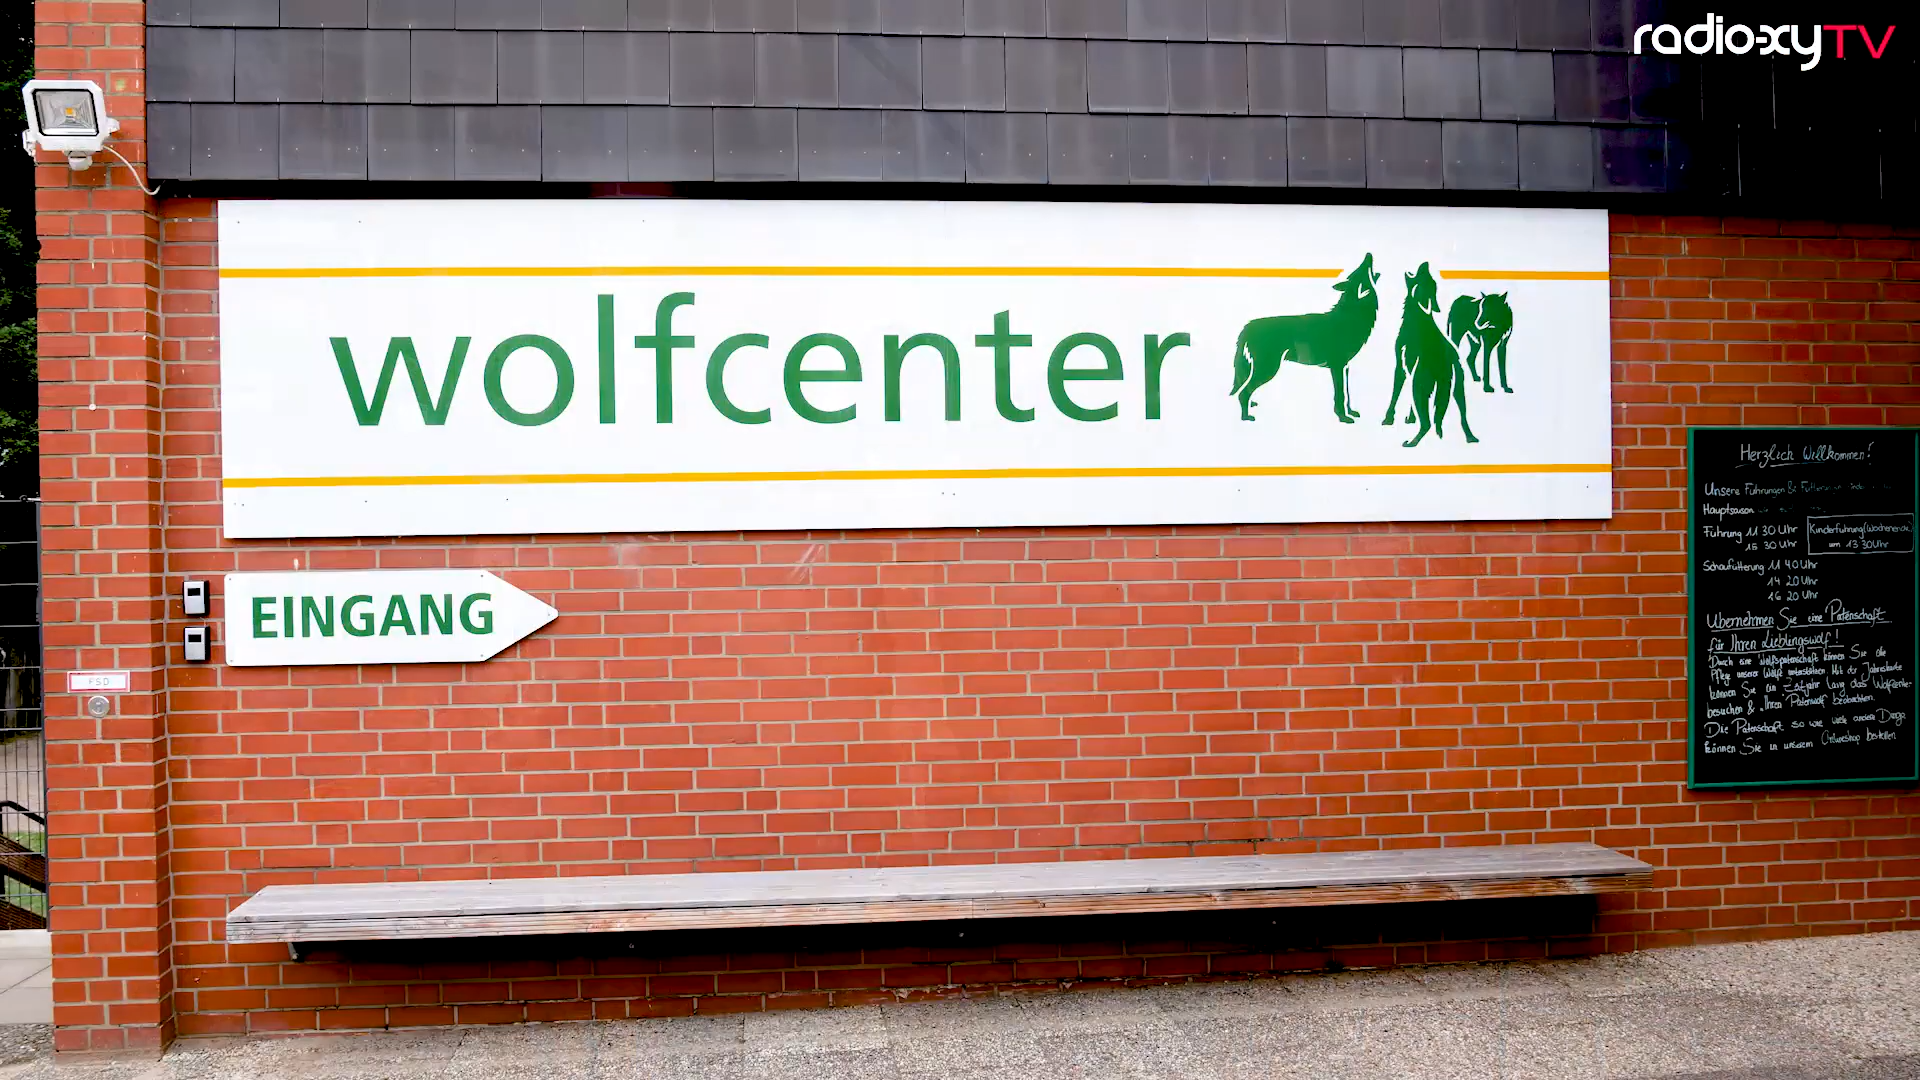 radio-xyTV
wolfcenter
EINGANG
FSD
Herzlich Willkommen!
Unsere Führungen &
Hauptsaison
Führung 11 30 Uhr
15 30 Uhr
Kinderführung (Wochenende)
um 13 30 Uhr
Schaufütterung 11 40 Uhr
14 20 Uhr
16 20 Uhr
Übernehmen Sie eine Patenschaft
für Ihren Lieblingswolf!
Durch eine Wolfspatenschaft können Sie die
Pflege unserer Wölfe unterstützen Mit der Jahreskarte
können Sie ein Jahr lang das Wolfcenter
besuchen & Ihren Patenwolf beobachten.
Die Patenschaft so wie viele andere Dinge
können Sie in unserem Onlineshop bestellen